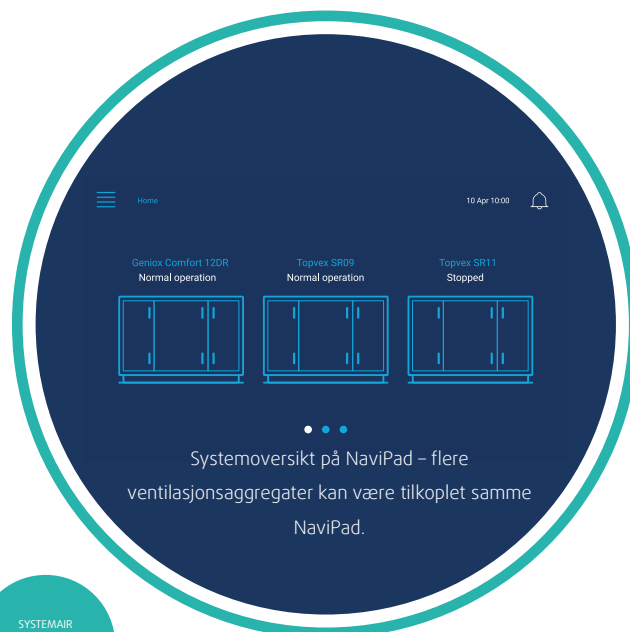 Home
10 Apr 10:00
Geniox Comfort 12DR
Normal operation
Topvex SR09
Normal operation
Topvex SR11
Stopped
Systemoversikt på NaviPad – flere
ventilasjonsaggregater kan være tilkoplet samme
NaviPad.
SYSTEMAIR